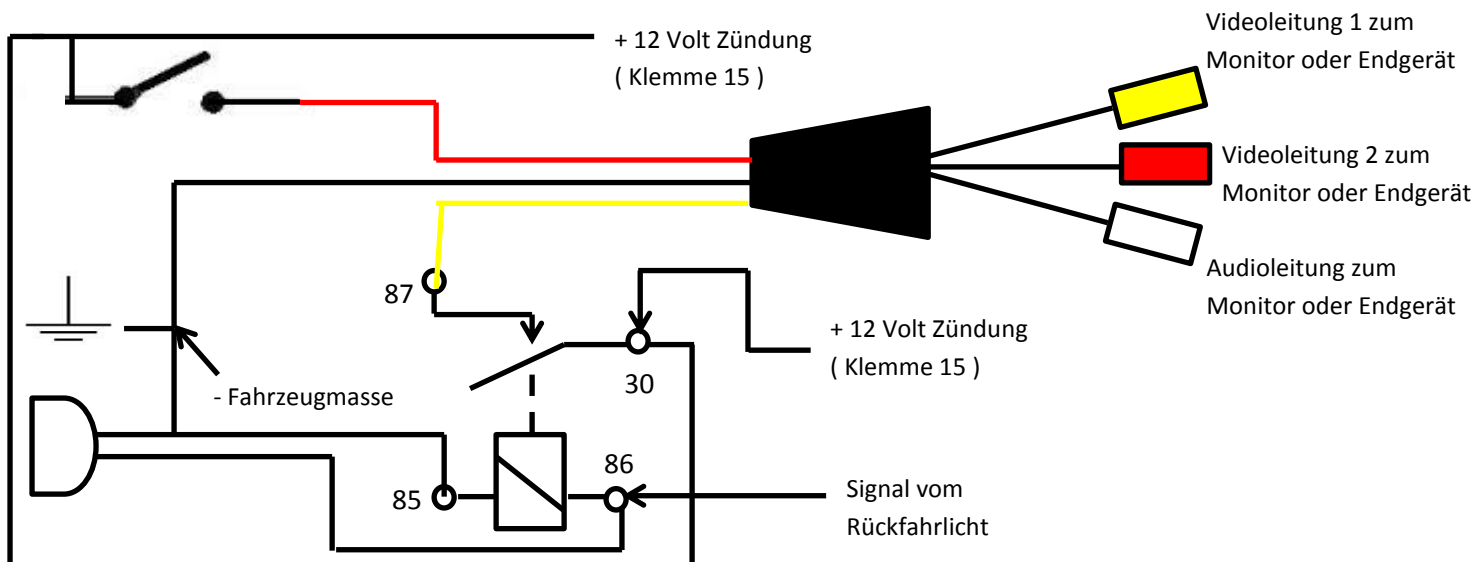 + 12 Volt Zündung
( Klemme 15 )
Videoleitung 1 zum
Monitor oder Endgerät
Videoleitung 2 zum
Monitor oder Endgerät
Audioleitung zum
Monitor oder Endgerät
87
30
+ 12 Volt Zündung
( Klemme 15 )
- Fahrzeugmasse
85
86
Signal vom
Rückfahrlicht